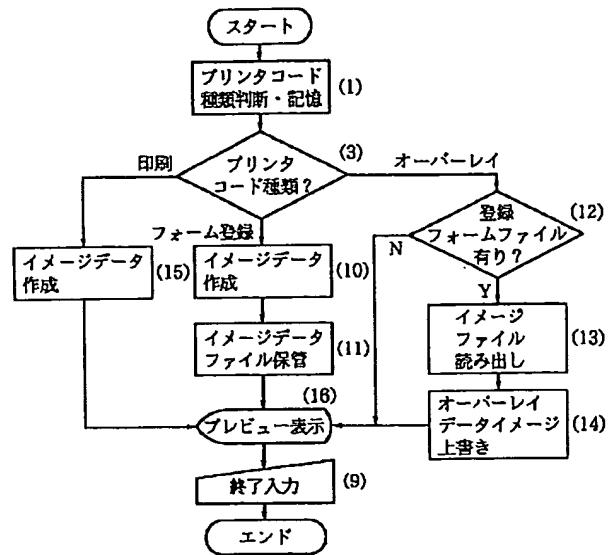 スタート
プリンタコード
種類判断・記憶
(1)
印刷
プリンタ
コード種類?
(3)
オーバーレイ
フォーム登録
登録
フォームファイル
有り?
(12)
N
Y
イメージデータ
作成
(15)
イメージデータ
作成
(10)
イメージ
ファイル
読み出し
(13)
イメージデータ
ファイル保管
(11)
オーバーレイ
データイメージ
上書き
(14)
(16)
プレビュー表示
終了入力
(9)
エンド